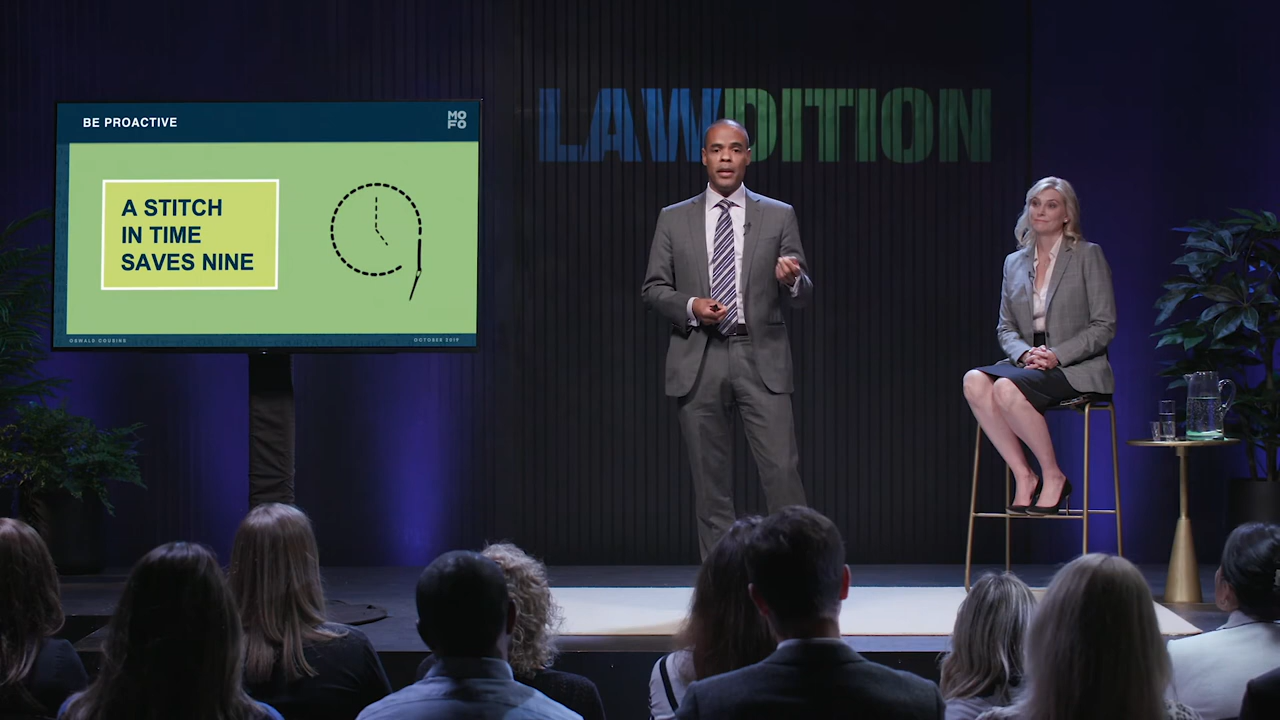 LAWDITION
BE PROACTIVE
MO
FO
A STITCH
IN TIME
SAVES NINE
OSWALD COUSINS
OCTOBER 2019